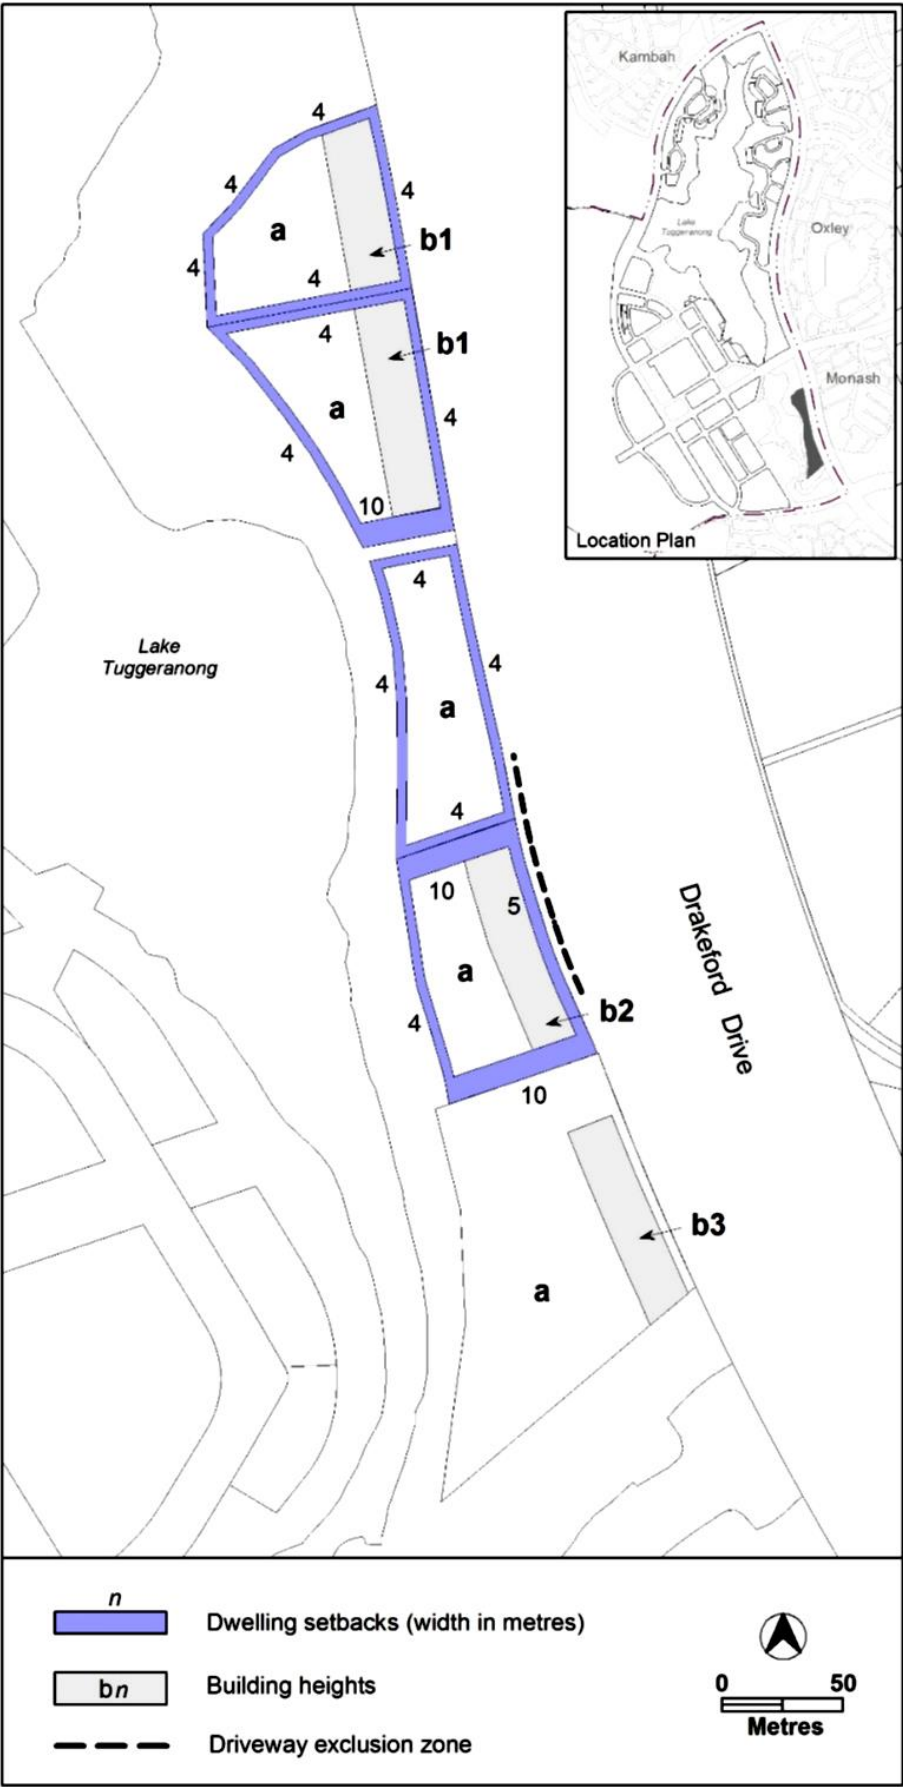 Kambah
Lake
Tuggeranong
Oxley
Monash
Location Plan
4
4
4
4
a
b1
4
4
b1
a
4
4
10
4
Lake
Tuggeranong
4
4
a
4
10
5
a
b2
4
10
Drakeford Drive
b3
a
n
Dwelling setbacks (width in metres)
bn
Building heights
Driveway exclusion zone
0 50
Metres